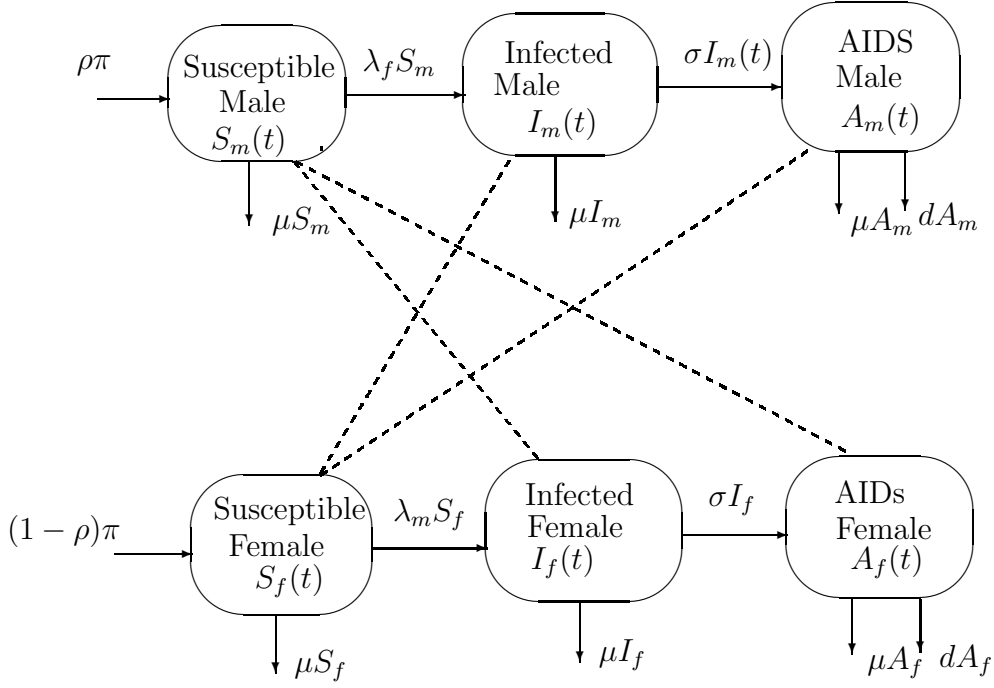 ρπ
Susceptible
Male
S_m(t)
λ_f S_m
Infected
Male
I_m(t)
σI_m(t)
AIDS
Male
A_m(t)
μS_m
μI_m
μA_m
dA_m
(1 − ρ)π
Susceptible
Female
S_f(t)
λ_m S_f
Infected
Female
I_f(t)
σI_f
AIDs
Female
A_f(t)
μS_f
μI_f
μA_f
dA_f